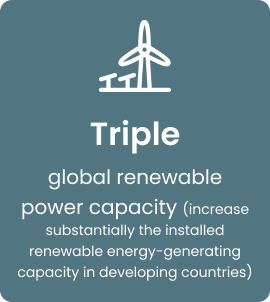 Triple
global renewable
power capacity (increase
substantially the installed
renewable energy-generating
capacity in developing countries)